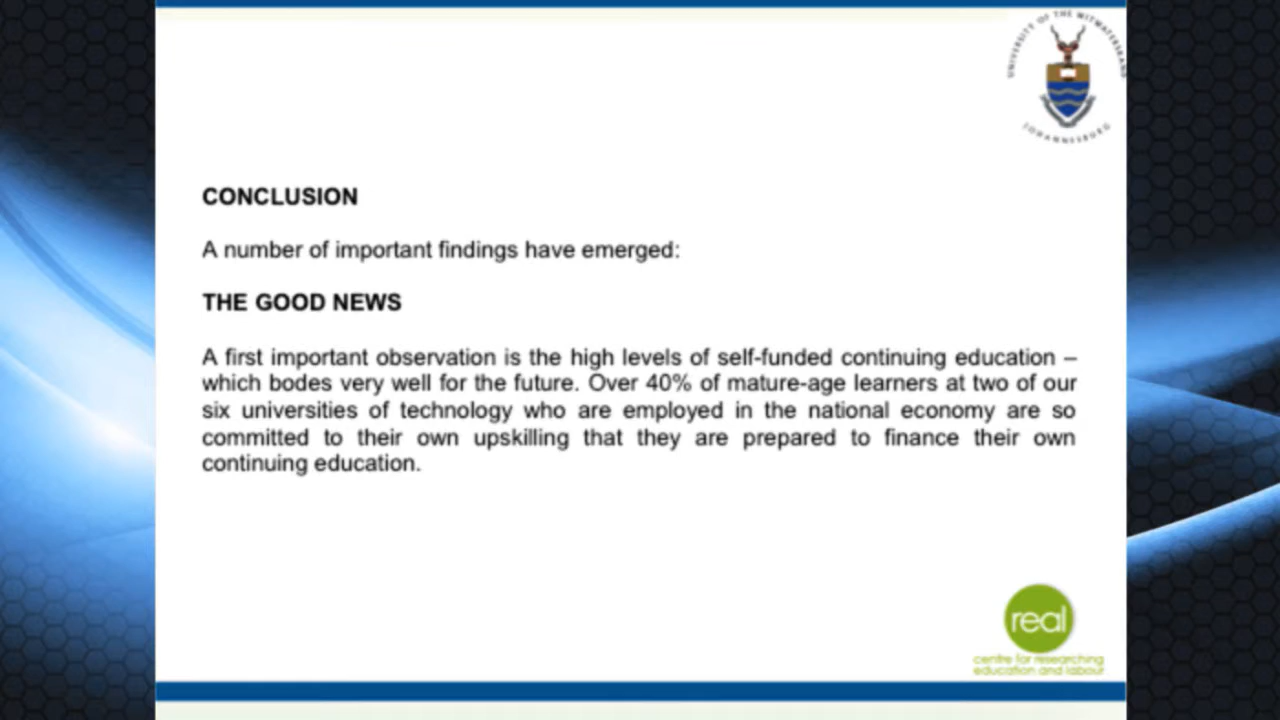 UNIVERSITY OF THE WITWATERSRAND
JOHANNESBURG
CONCLUSION
A number of important findings have emerged:
THE GOOD NEWS
A first important observation is the high levels of self-funded continuing education –
which bodes very well for the future. Over 40% of mature-age learners at two of our
six universities of technology who are employed in the national economy are so
committed to their own upskilling that they are prepared to finance their own
continuing education.
real
centre for researching
education and labour